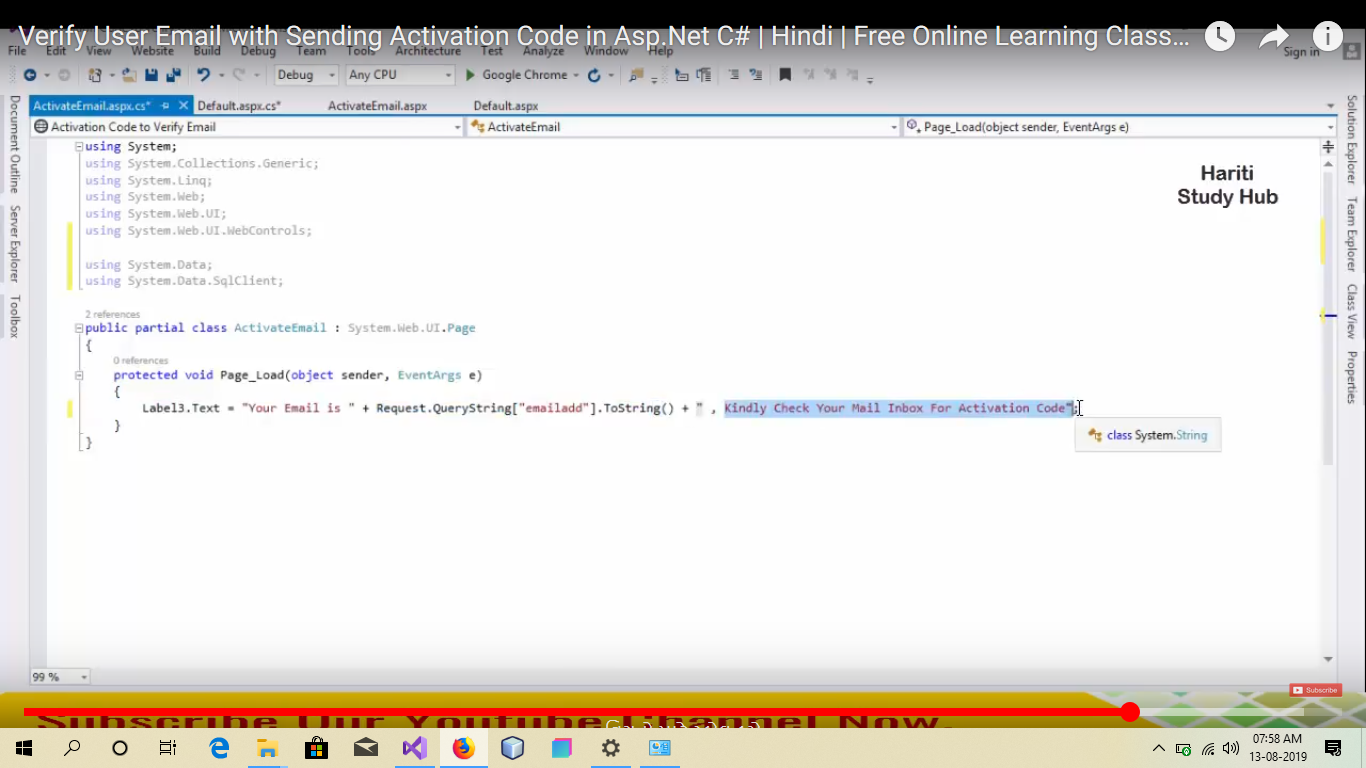 Verify User Email with Sending Activation Code in Asp.Net C# | Hindi | Free Online Learning Class...
File Edit View Website Build Debug Team Tools Architecture Test Analyze Window Help
Sign in
Debug Any CPU Google Chrome
ActivateEmail.aspx.cs* Default.aspx.cs* ActivateEmail.aspx Default.aspx
Activation Code to Verify Email ActivateEmail Page_Load(object sender, EventArgs e)
Document Outline
Server Explorer
Toolbox
Solution Explorer
Team Explorer
Class View
Properties
using System;
using System.Collections.Generic;
using System.Linq;
using System.Web;
using System.Web.UI;
using System.Web.UI.WebControls;
using System.Data;
using System.Data.SqlClient;
Hariti
Study Hub
2 references
public partial class ActivateEmail : System.Web.UI.Page
{
0 references
protected void Page_Load(object sender, EventArgs e)
{
Label3.Text = "Your Email is " + Request.QueryString["emailadd"].ToString() + " , Kindly Check Your Mail Inbox For Activation Code";
}
}
class System.String
99 %
Subscribe
Subscribe Our Youtube Channel Now.
07:58 AM
13-08-2019